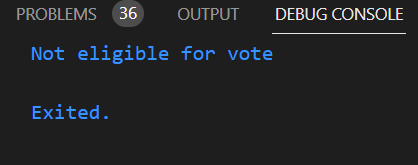 PROBLEMS 36 OUTPUT DEBUG CONSOLE
Not eligible for vote
Exited.